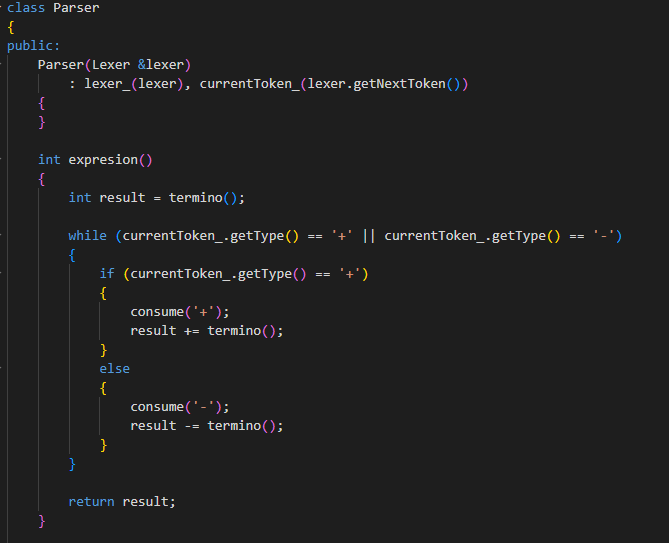 class Parser
{
public:
    Parser(Lexer &lexer)
        : lexer_(lexer), currentToken_(lexer.getNextToken())
    {
    }

    int expresion()
    {
        int result = termino();

        while (currentToken_.getType() == '+' || currentToken_.getType() == '-')
        {
            if (currentToken_.getType() == '+')
            {
                consume('+');
                result += termino();
            }
            else
            {
                consume('-');
                result -= termino();
            }
        }

        return result;
    }